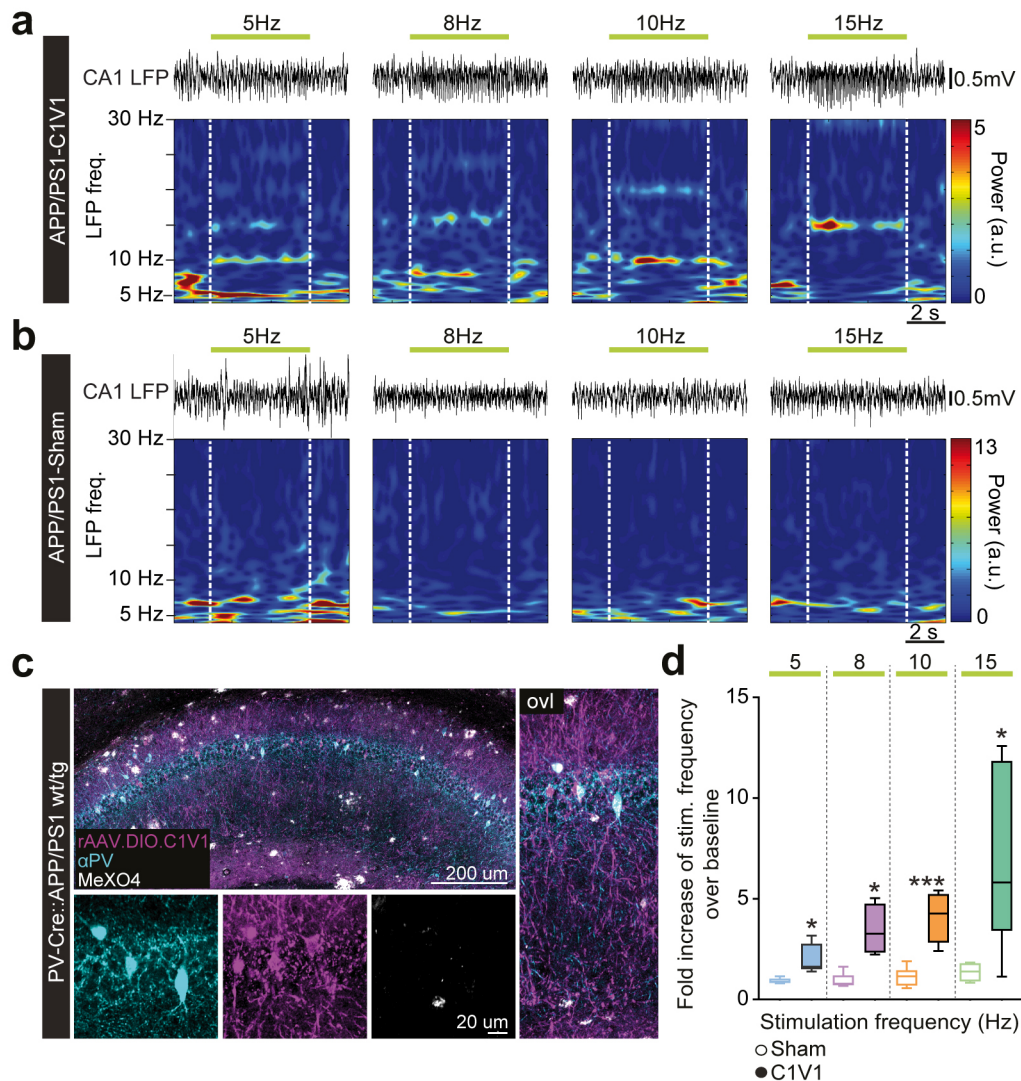 a
APP/PS1-C1V1
5Hz 8Hz 10Hz 15Hz
CA1 LFP
0.5mV
30 Hz
LFP freq.
10 Hz
5 Hz
5
Power (a.u.)
0
2 s
b
APP/PS1-Sham
5Hz 8Hz 10Hz 15Hz
CA1 LFP
0.5mV
30 Hz
LFP freq.
10 Hz
5 Hz
13
Power (a.u.)
0
2 s
c
PV-Cre::APP/PS1 wt/tg
rAAV.DIO.C1V1
αPV
MeXO4
200 um
ovl
20 um
d
5 8 10 15
Fold increase of stim. frequency
over baseline
15
10
5
0
* * *** *
Stimulation frequency (Hz)
Sham
C1V1